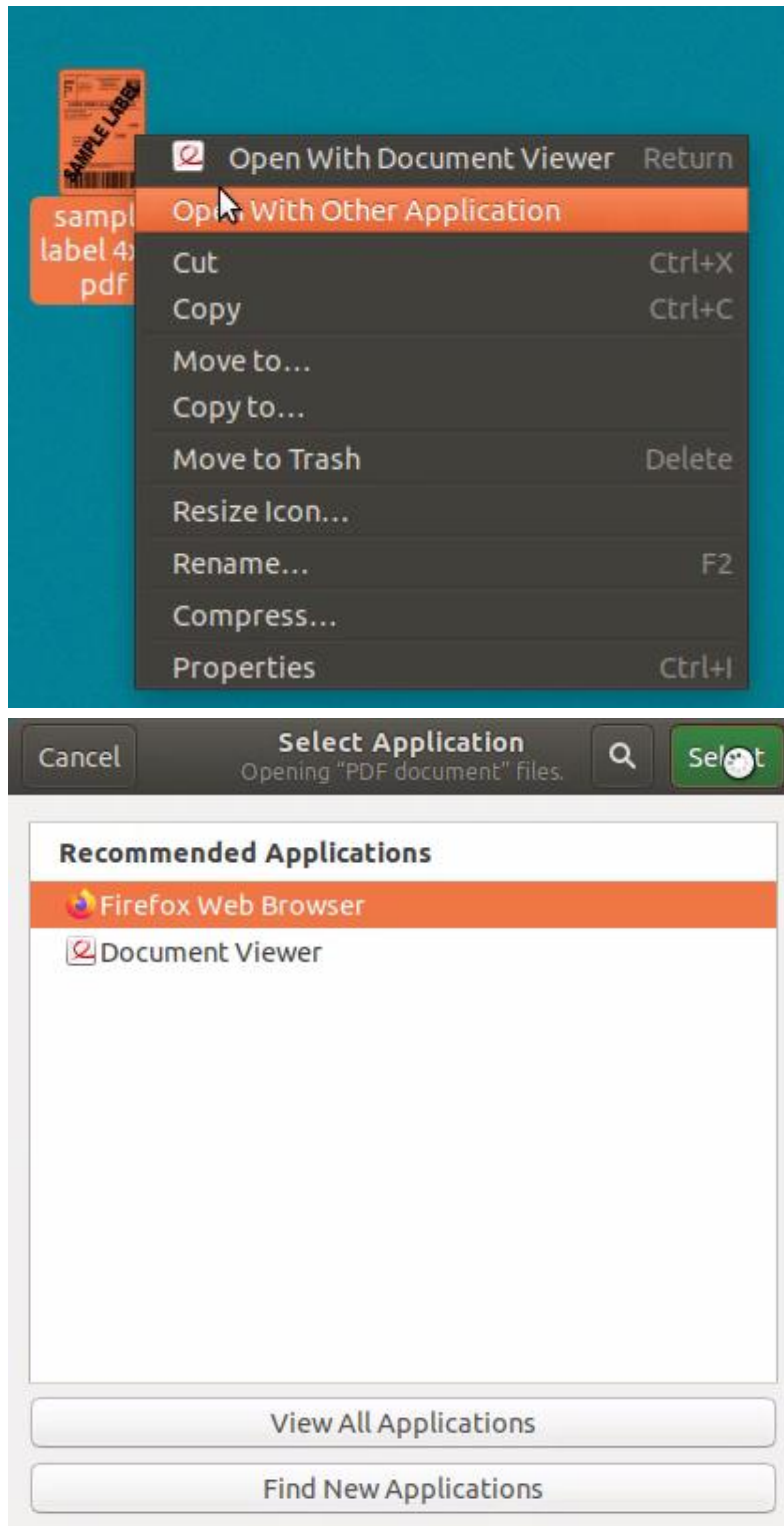 SAMPLE LABEL
Open With Document Viewer Return
With Other Application
label
pdf
Cut Ctrl+X
Copy Ctrl+C
Move to...
Copy to...
Move to Trash Delete
Resize Icon...
Rename... F2
Compress...
Properties Ctrl+I
Cancel
Select Application
Opening "PDF document" files.
Recommended Applications
Firefox Web Browser
Document Viewer
View All Applications
Find New Applications